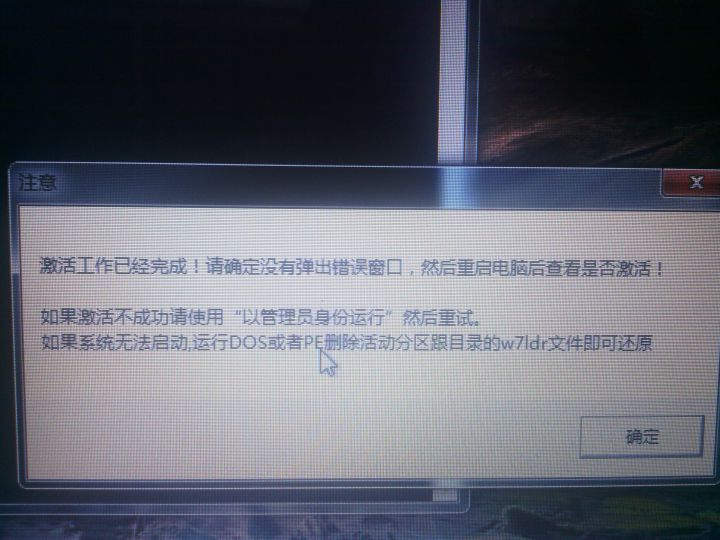 注意
激活工作已经完成！请确定没有弹出错误窗口，然后重启电脑后查看是否激活！
如果激活不成功请使用“以管理员身份运行”然后重试。
如果系统无法启动,运行DOS或者PE删除活动分区跟目录的w7ldr文件即可还原
确定